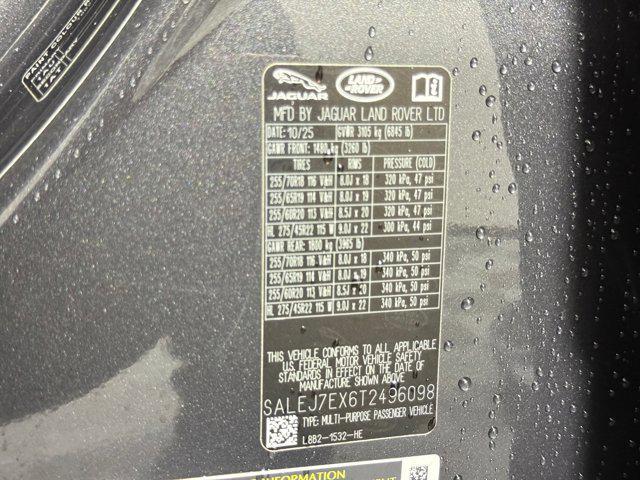 PAINT COLOUR
1AT
JAGUAR
LAND ROVER
MFD BY JAGUAR LAND ROVER LTD
DATE: 10/25 GVWR 3105 kg (6845 lb)
GAWR FRONT: 1480 kg (3260 lb)
TIRES RIMS PRESSURE (COLD)
255/70R18 116 V&H 8.0J x 18 320 kPa, 47 psi
255/65R19 114 V&H 8.0J x 19 320 kPa, 47 psi
255/60R20 113 V&H 8.5J x 20 320 kPa, 47 psi
HL 275/45R22 115 W 9.0J x 22 300 kPa, 44 psi
GAWR REAR: 1800 kg (3965 lb)
255/70R18 116 V&H 8.0J x 18 340 kPa, 50 psi
255/65R19 114 V&H 8.0J x 19 340 kPa, 50 psi
255/60R20 113 V&H 8.5J x 20 340 kPa, 50 psi
HL 275/45R22 115 W 9.0J x 22 340 kPa, 50 psi
THIS VEHICLE CONFORMS TO ALL APPLICABLE
U.S. FEDERAL MOTOR VEHICLE SAFETY
STANDARDS IN EFFECT ON THE DATE OF
MANUFACTURE SHOWN ABOVE.
SALEJ7EX6T2496098
TYPE: MULTI-PURPOSE PASSENGER VEHICLE
L8B2-1532-HE
INFORMATION